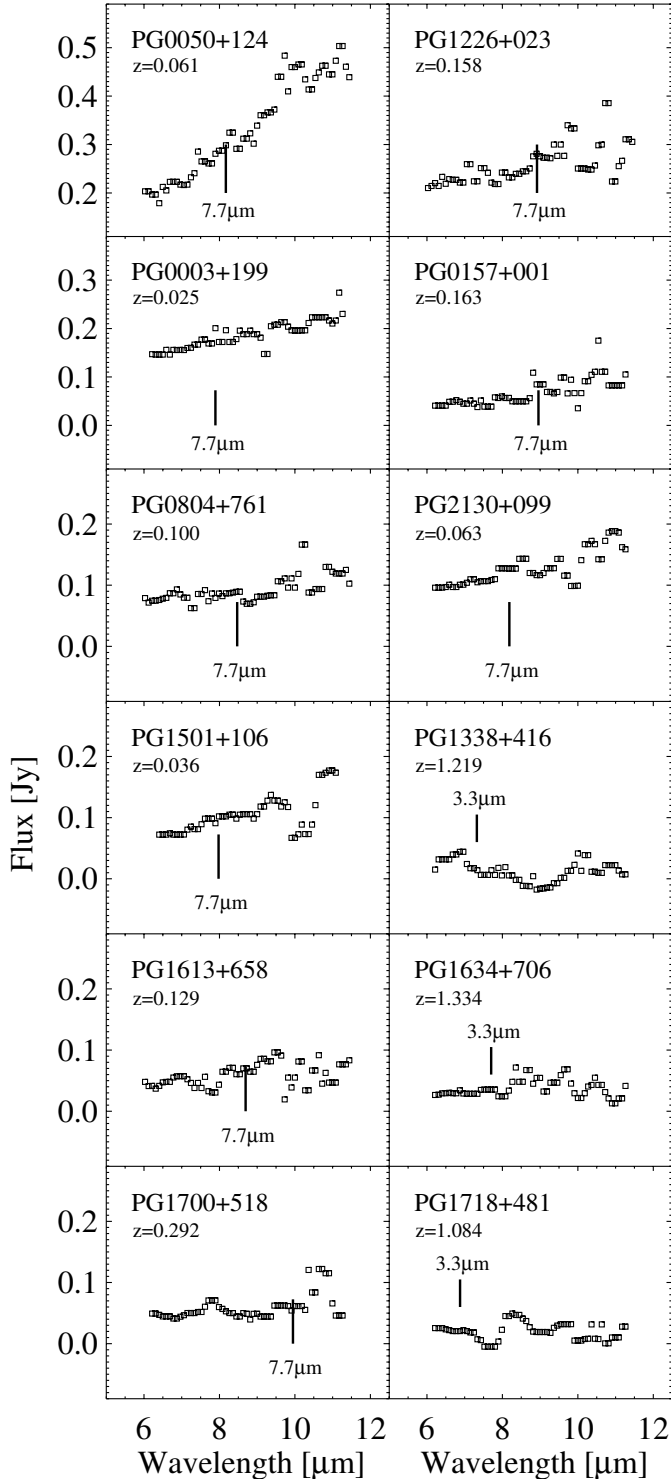 PG0050+124
z=0.061
7.7μm
PG1226+023
z=0.158
7.7μm
0.5
0.4
0.3
0.2
PG0003+199
z=0.025
7.7μm
PG0157+001
z=0.163
7.7μm
0.3
0.2
0.1
0.0
PG0804+761
z=0.100
7.7μm
PG2130+099
z=0.063
7.7μm
0.2
0.1
0.0
PG1501+106
z=0.036
7.7μm
PG1338+416
z=1.219
3.3μm
0.2
0.1
0.0
Flux [Jy]
PG1613+658
z=0.129
7.7μm
PG1634+706
z=1.334
3.3μm
0.2
0.1
0.0
PG1700+518
z=0.292
7.7μm
PG1718+481
z=1.084
3.3μm
0.2
0.1
0.0
6 8 10 12 6 8 10 12
Wavelength [μm] Wavelength [μm]